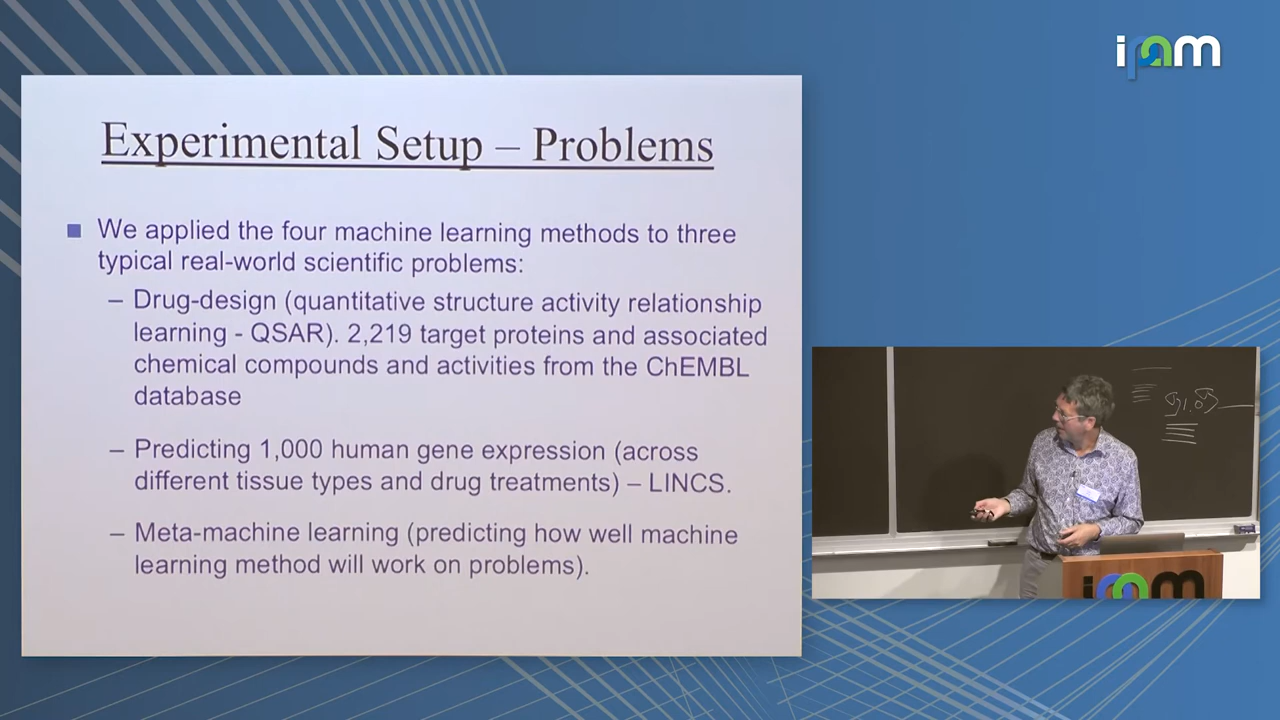 ipam
Experimental Setup – Problems
We applied the four machine learning methods to three
typical real-world scientific problems:
– Drug-design (quantitative structure activity relationship
learning - QSAR). 2,219 target proteins and associated
chemical compounds and activities from the ChEMBL
database
– Predicting 1,000 human gene expression (across
different tissue types and drug treatments) – LINCS.
– Meta-machine learning (predicting how well machine
learning method will work on problems).
ipam